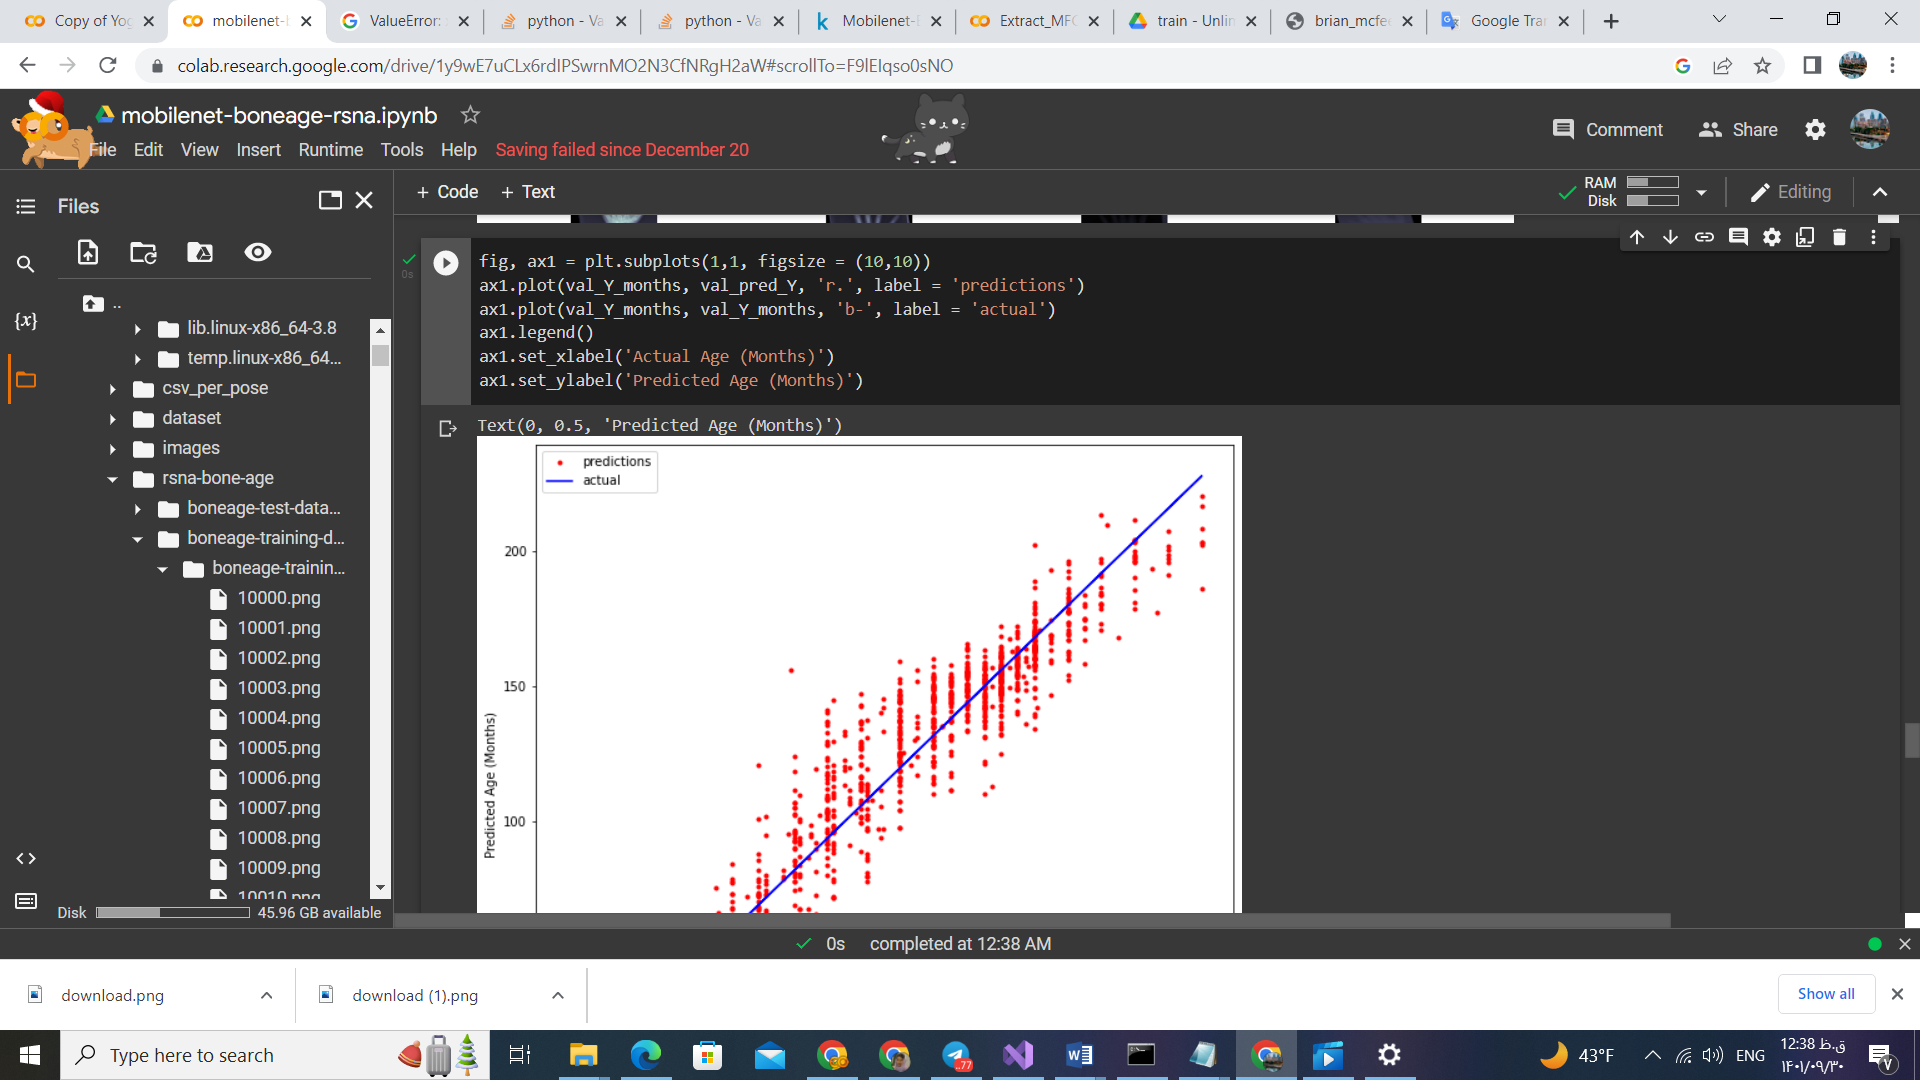 Copy of Yog
mobilenet-b
ValueError:
python - Va
python - Va
Mobilenet-
Extract_MFC
train - Unlin
brian_mcfee
Google Tran
colab.research.google.com/drive/1y9wE7uCLx6rdIPSwrnMO2N3CfNRgH2aW#scrollTo=F9lEIqso0sNO
mobilenet-boneage-rsna.ipynb
File Edit View Insert Runtime Tools Help Saving failed since December 20
Comment
Share
Files
+ Code + Text
RAM
Disk
Editing
..
lib.linux-x86_64-3.8
temp.linux-x86_64...
csv_per_pose
dataset
images
rsna-bone-age
boneage-test-data...
boneage-training-d...
boneage-trainin...
10000.png
10001.png
10002.png
10003.png
10004.png
10005.png
10006.png
10007.png
10008.png
10009.png
10010.png
Disk 45.96 GB available
{x}
0s
fig, ax1 = plt.subplots(1,1, figsize = (10,10))
ax1.plot(val_Y_months, val_pred_Y, 'r.', label = 'predictions')
ax1.plot(val_Y_months, val_Y_months, 'b-', label = 'actual')
ax1.legend()
ax1.set_xlabel('Actual Age (Months)')
ax1.set_ylabel('Predicted Age (Months)')
Text(0, 0.5, 'Predicted Age (Months)')
predictions
actual
200
150
100
Predicted Age (Months)
0s completed at 12:38 AM
download.png
download (1).png
Show all
Type here to search
..77
43°F
ENG
12:38 ق.ظ
۱۴۰۱/۰۹/۳۰